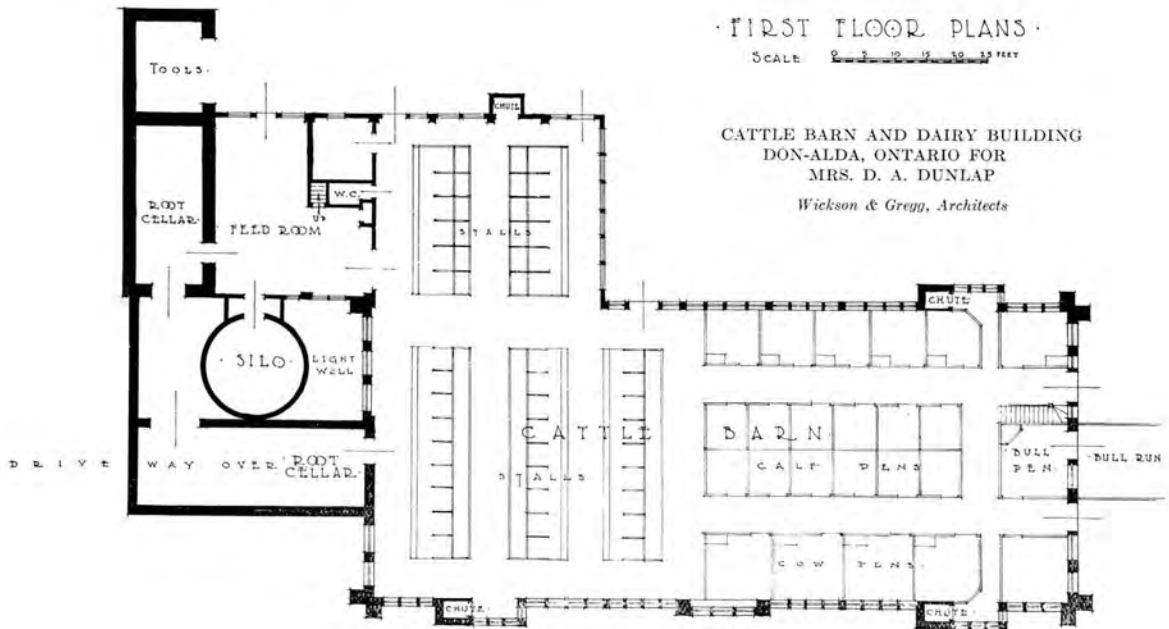 · FIRST FLOOR PLANS ·
SCALE 0 5 10 15 20 25 FEET
CATTLE BARN AND DAIRY BUILDING
DON-ALDA, ONTARIO FOR
MRS. D. A. DUNLAP
Wickson & Gregg, Architects
TOOLS·
CHUTE
ROOT
CELLAR·
W.C.
UP
FEED ROOM
STALLS
CHUTE
· SILO ·
LIGHT
WELL
CATTLE BARN
CALF PENS
STALLS
BULL
PEN·
BULL RUN
DRIVE WAY OVER ROOT
CELLAR·
COW PENS
CHUTE
CHUTE